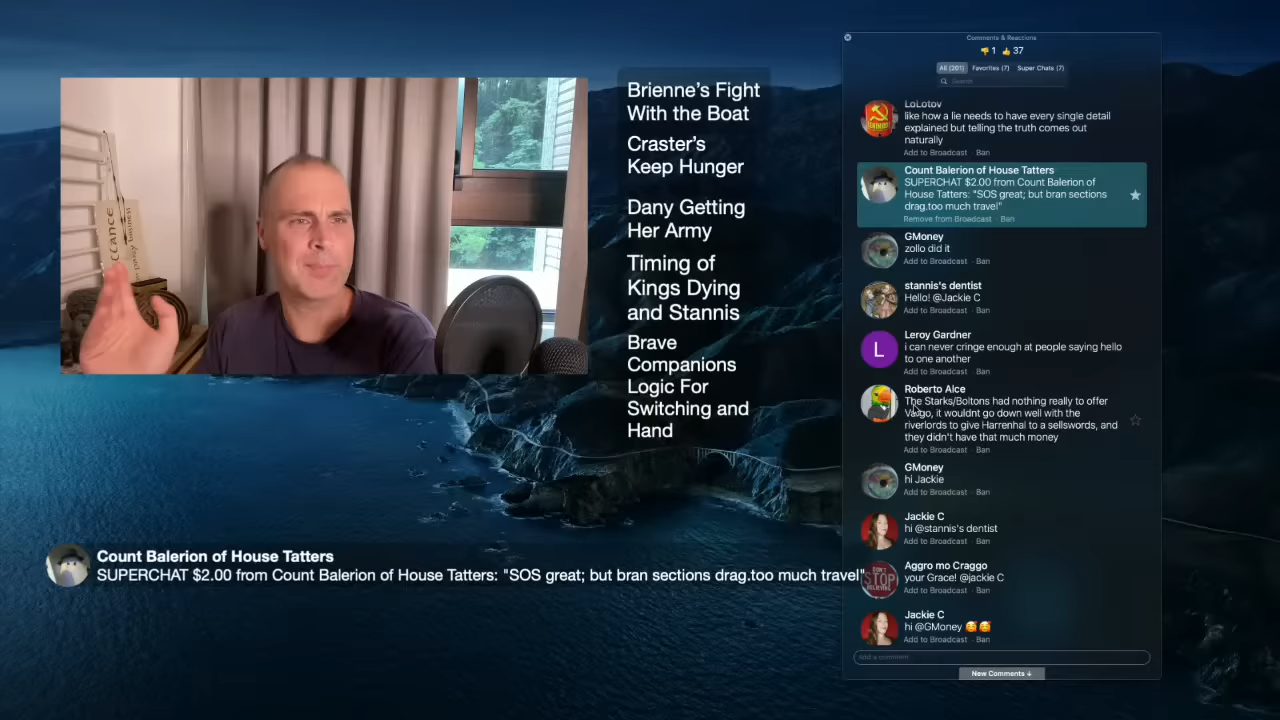 Brienne's Fight
With the Boat
Craster's
Keep Hunger
Dany Getting
Her Army
Timing of
Kings Dying
and Stannis
Brave
Companions
Logic For
Switching and
Hand
Count Balerion of House Tatters
SUPERCHAT $2.00 from Count Balerion of House Tatters: "SOS great; but bran sections drag.too much travel"
Comments & Reactions
👎 1 👍 37
All (201) Favorites (7) Super Chats (7)
Search
LoLotov
like how a lie needs to have every single detail
explained but telling the truth comes out
naturally
Add to Broadcast · Ban
Count Balerion of House Tatters
SUPERCHAT $2.00 from Count Balerion of
House Tatters: "SOS great; but bran sections
drag.too much travel"
Remove from Broadcast · Ban
GMoney
zollo did it
Add to Broadcast · Ban
stannis's dentist
Hello! @Jackie C
Add to Broadcast · Ban
L
Leroy Gardner
i can never cringe enough at people saying hello
to one another
Add to Broadcast · Ban
Roberto Alce
The Starks/Boltons had nothing really to offer
Vargo, it wouldnt go down well with the
riverlords to give Harrenhal to a sellswords, and
they didn't have that much money
Add to Broadcast · Ban
GMoney
hi Jackie
Add to Broadcast · Ban
Jackie C
hi @stannis's dentist
Add to Broadcast · Ban
DON'T
STOP
BELIEVING
Aggro mo Craggo
your Grace! @jackie C
Add to Broadcast · Ban
Jackie C
hi @GMoney 🥰🥰
Add to Broadcast · Ban
Add a comment
New Comments ↓